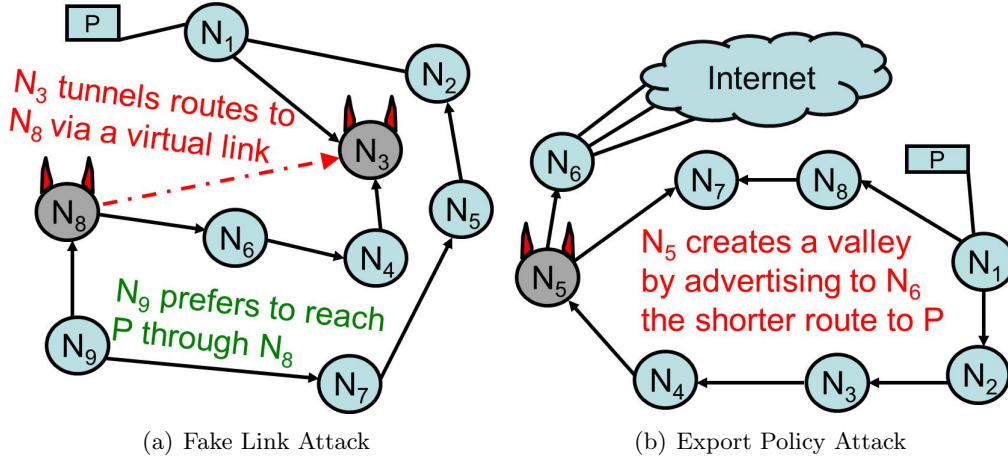 P
N₁
N₂
N₃ tunnels routes to
N₈ via a virtual link
N₃
N₈
N₅
N₆
N₄
N₉ prefers to reach
P through N₈
N₉
N₇
(a) Fake Link Attack
Internet
N₆
N₇
N₈
P
N₅ creates a valley
by advertising to N₆
the shorter route to P
N₅
N₁
N₄
N₃
N₂
(b) Export Policy Attack